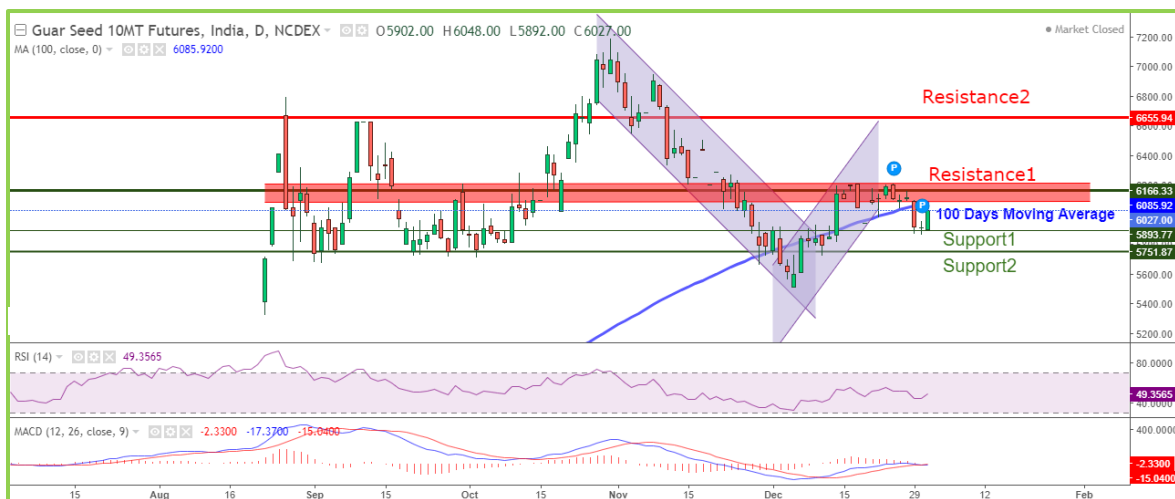 Guar Seed 10MT Futures, India, D, NCDEX O5902.00 H6048.00 L5892.00 C6027.00
Market Closed
MA (100, close, 0) 6085.9200
7200.00
7000.00
Resistance2
6800.00
6655.94
6600.00
6400.00
Resistance1
P
6166.33
P
6085.92
100 Days Moving Average
6027.00
5893.77
Support1
5751.87
Support2
5600.00
5400.00
5200.00
RSI (14) 49.3565
80.0000
49.3565
40.0000
MACD (12, 26, close, 9) -2.3300 -17.3700 -15.0400
400.0000
-2.3300
-15.0400
15 Aug 16 Sep 15 Oct 15 Nov 15 Dec 15 29 12 Feb